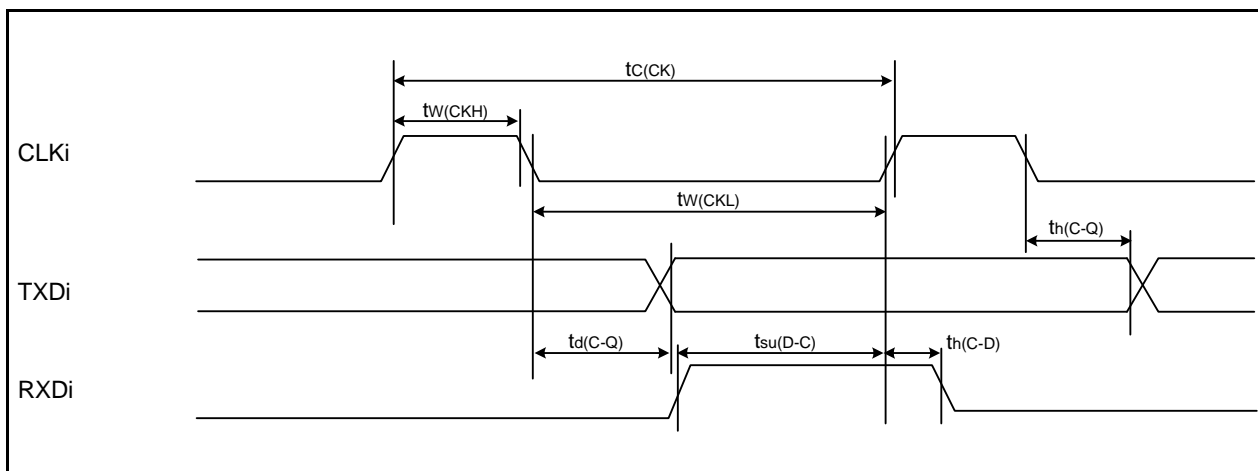 tC(CK)
tW(CKH)
CLKi
tW(CKL)
th(C-Q)
TXDi
td(C-Q)
tsu(D-C)
th(C-D)
RXDi